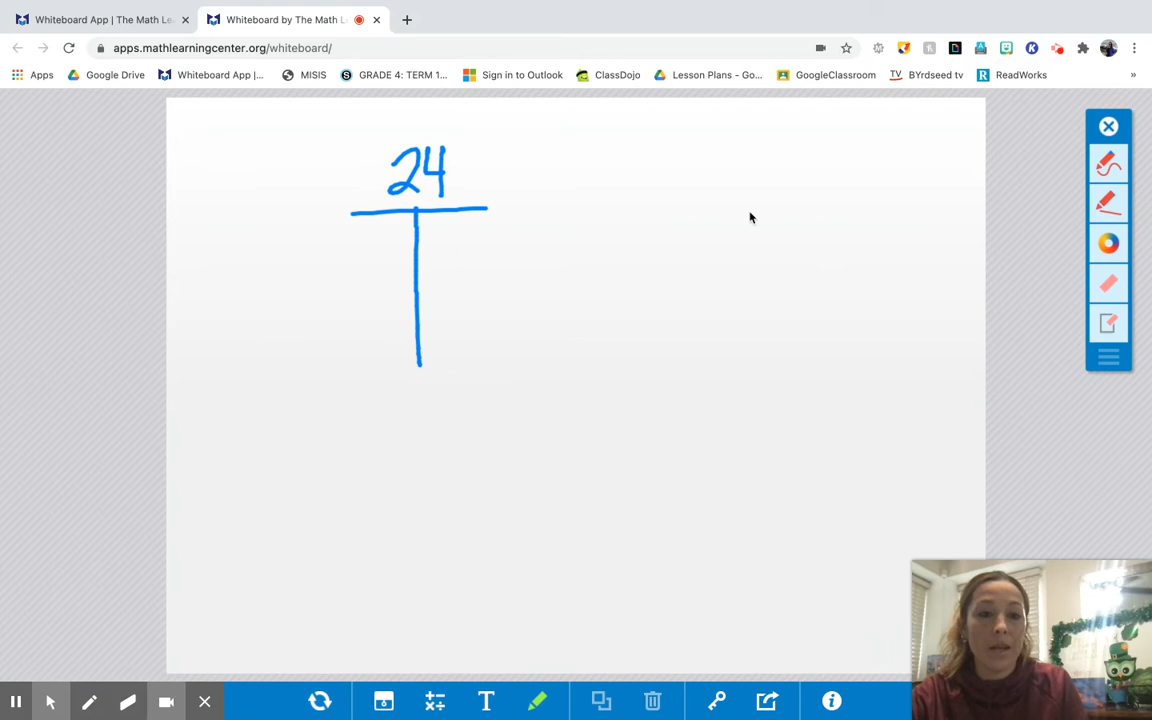 Whiteboard App | The Math Le
Whiteboard by The Math L
apps.mathlearningcenter.org/whiteboard/
Apps
Google Drive
Whiteboard App |...
MISIS
GRADE 4: TERM 1...
Sign in to Outlook
ClassDojo
Lesson Plans - Go...
GoogleClassroom
TV BYrdseed tv
R ReadWorks
»
24
T